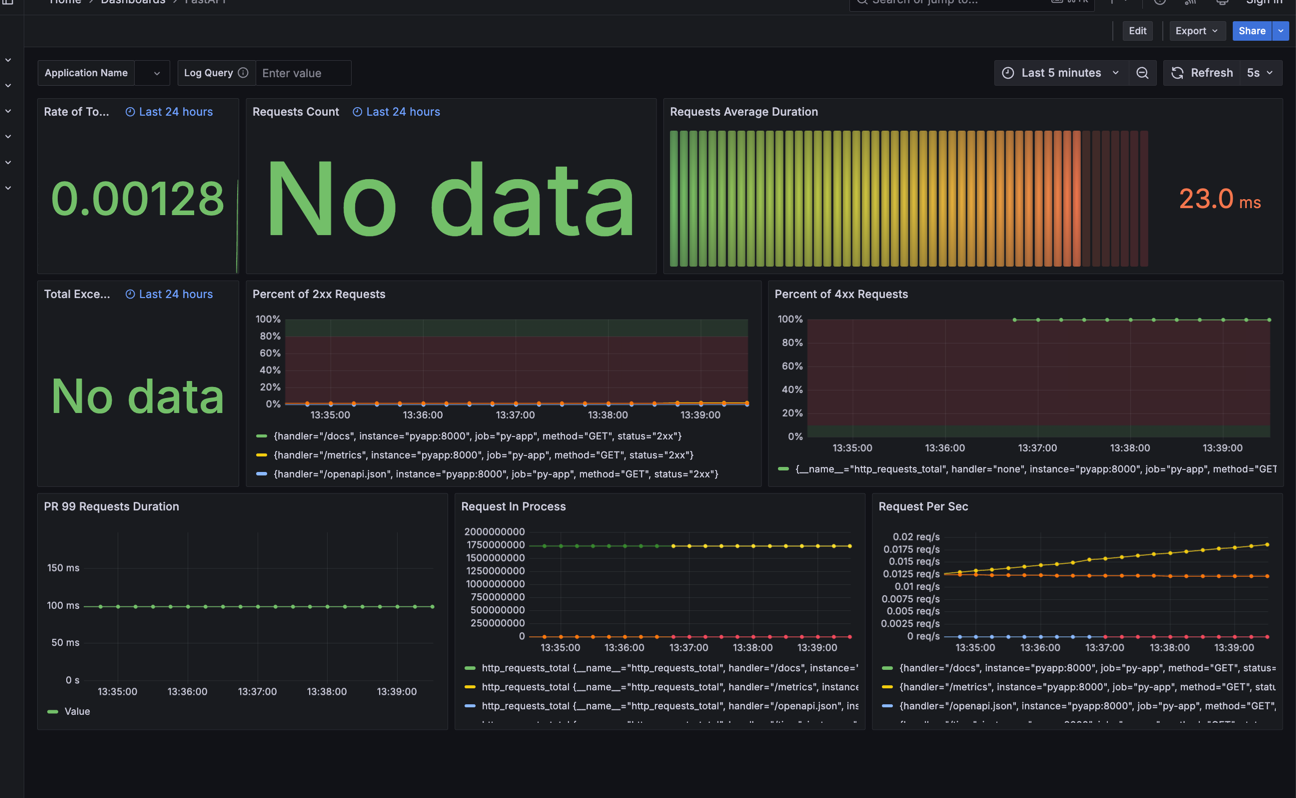 Home > Dashboards > FastAPI
Search or jump to...
Sign in
Edit
Export
Share
Application Name
Log Query
Enter value
Last 5 minutes
Refresh
5s
Rate of To...
Last 24 hours
0.00128
Requests Count
Last 24 hours
No data
Requests Average Duration
23.0 ms
Total Exce...
Last 24 hours
No data
Percent of 2xx Requests
100%
80%
60%
40%
20%
0%
13:35:00
13:36:00
13:37:00
13:38:00
13:39:00
{handler="/docs", instance="pyapp:8000", job="py-app", method="GET", status="2xx"}
{handler="/metrics", instance="pyapp:8000", job="py-app", method="GET", status="2xx"}
{handler="/openapi.json", instance="pyapp:8000", job="py-app", method="GET", status="2xx"}
Percent of 4xx Requests
100%
80%
60%
40%
20%
0%
13:35:00
13:36:00
13:37:00
13:38:00
13:39:00
{__name__="http_requests_total", handler="none", instance="pyapp:8000", job="py-app", method="GET
PR 99 Requests Duration
150 ms
100 ms
50 ms
0 s
13:35:00
13:36:00
13:37:00
13:38:00
13:39:00
Value
Request In Process
2000000000
1750000000
1500000000
1250000000
1000000000
750000000
500000000
250000000
0
13:35:00
13:36:00
13:37:00
13:38:00
13:39:00
http_requests_total {__name__="http_requests_total", handler="/docs", instance="
http_requests_total {__name__="http_requests_total", handler="/metrics", instance
http_requests_total {__name__="http_requests_total", handler="/openapi.json", ins
Request Per Sec
0.02 req/s
0.0175 req/s
0.015 req/s
0.0125 req/s
0.01 req/s
0.0075 req/s
0.005 req/s
0.0025 req/s
0 req/s
13:35:00
13:36:00
13:37:00
13:38:00
13:39:00
{handler="/docs", instance="pyapp:8000", job="py-app", method="GET", status=
{handler="/metrics", instance="pyapp:8000", job="py-app", method="GET", statu
{handler="/openapi.json", instance="pyapp:8000", job="py-app", method="GET",